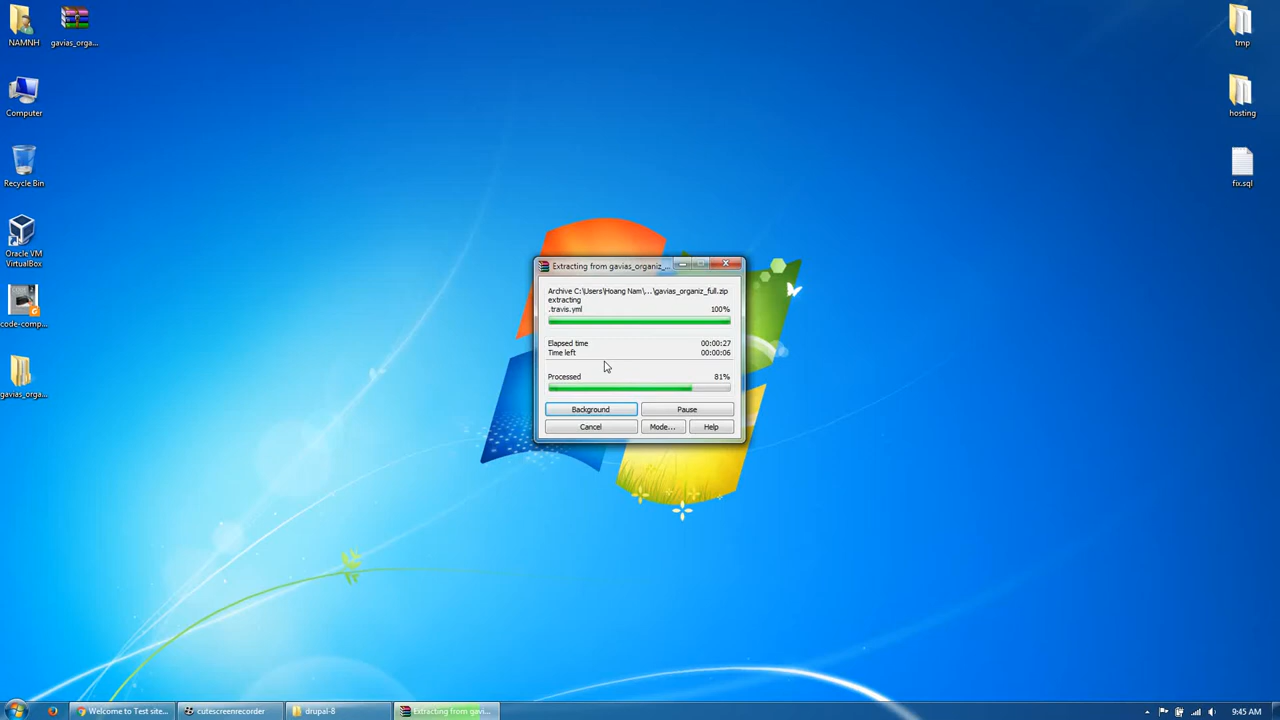 NAMNH
gavias_orga...
Computer
Recycle Bin
Oracle VM
VirtualBox
code-comp...
gavias_orga...
tmp
hosting
fix.sql
Extracting from gavias_organiz_...
Archive C:\Users\Hoang Nam\...\gavias_organiz_full.zip
extracting
.travis.yml 100%
Elapsed time 00:00:27
Time left 00:00:06
Processed 81%
Background Pause
Cancel Mode... Help
Welcome to Test site... cutescreenrecorder drupal-8 Extracting from gavi... 9:45 AM